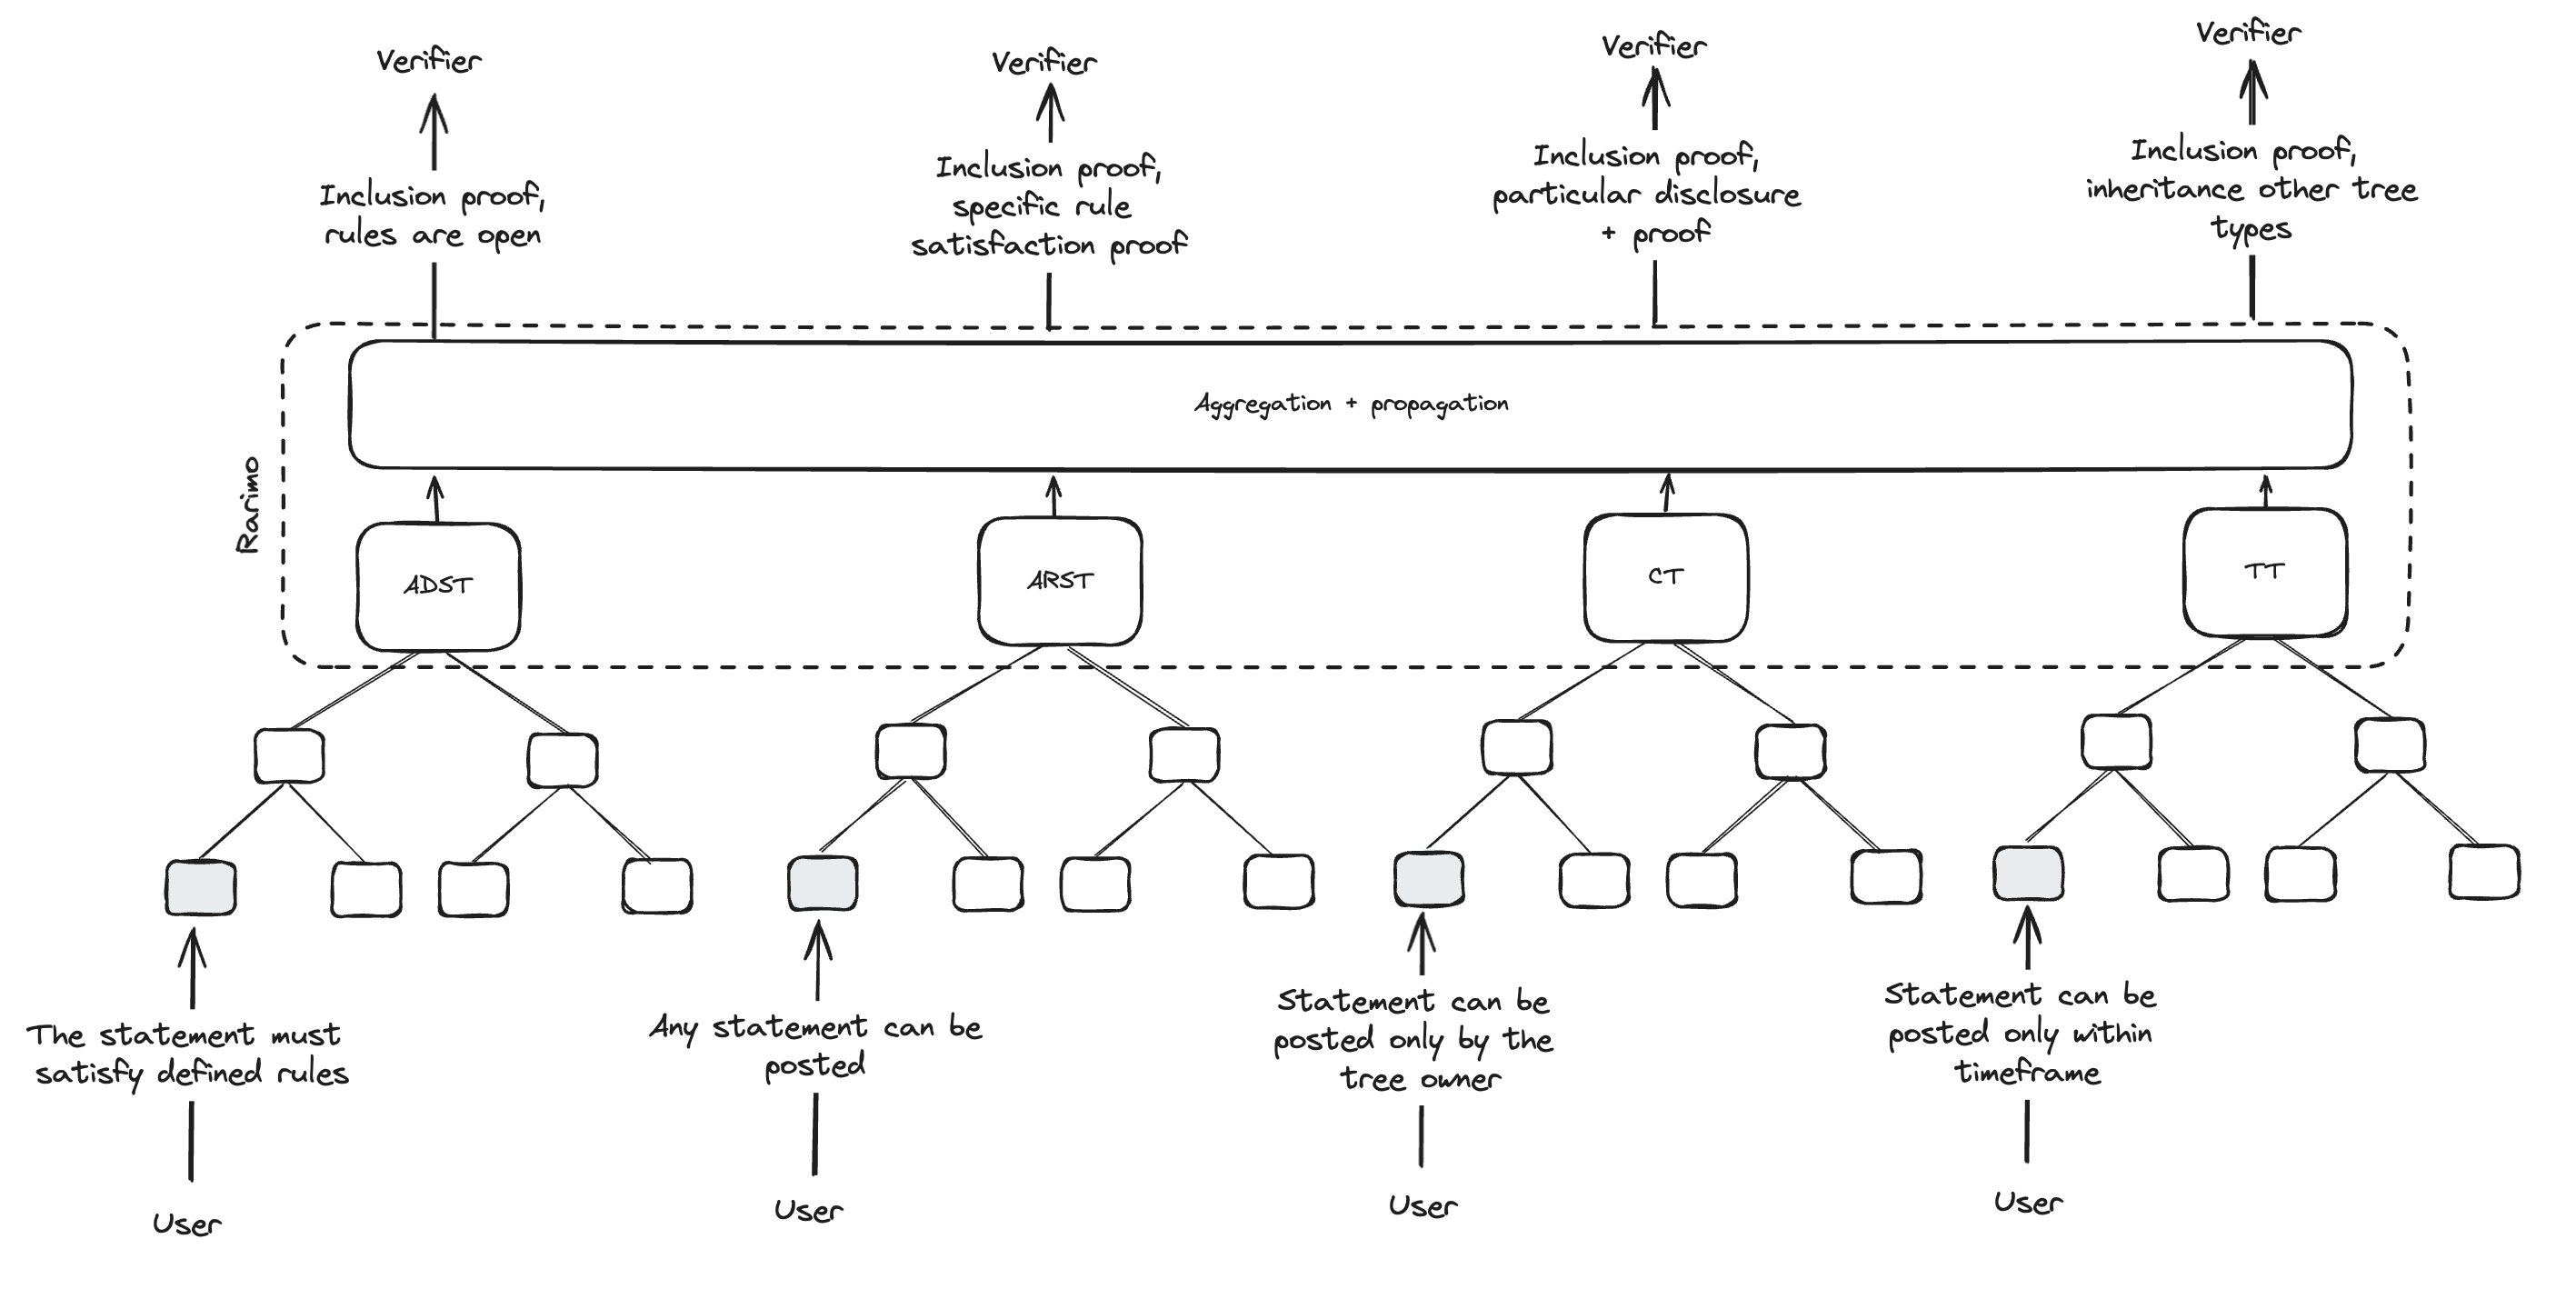 Verifier
Verifier
Verifier
Verifier
Inclusion proof,
rules are open
Inclusion proof,
specific rule
satisfaction proof
Inclusion proof,
particular disclosure
+ proof
Inclusion proof,
inheritance other tree
types
Rarimo
Aggregation + propagation
ADST
ARST
CT
TT
The statement must
satisfy defined rules
Any statement can be
posted
Statement can be
posted only by the
tree owner
Statement can be
posted only within
timeframe
User
User
User
User